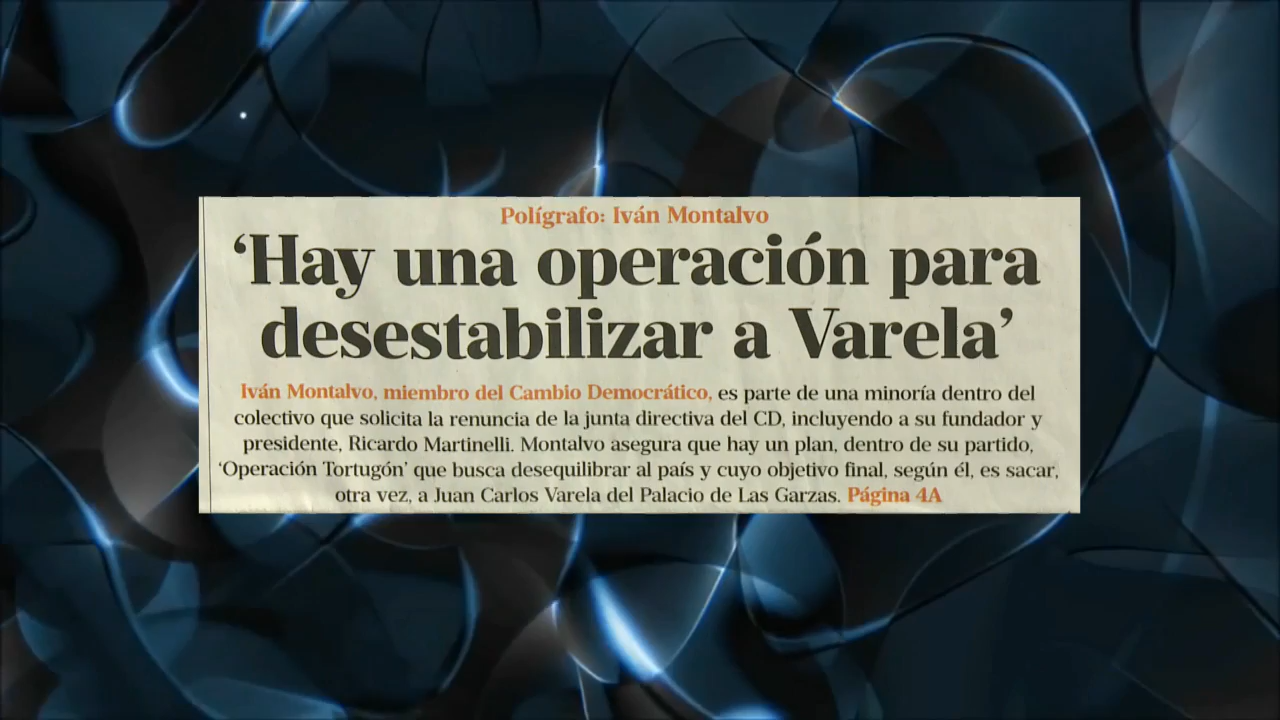 Polígrafo: Iván Montalvo
‘Hay una operación para
desestabilizar a Varela’
Iván Montalvo, miembro del Cambio Democrático, es parte de una minoría dentro del
colectivo que solicita la renuncia de la junta directiva del CD, incluyendo a su fundador y
presidente, Ricardo Martinelli. Montalvo asegura que hay un plan, dentro de su partido,
‘Operación Tortugón’ que busca desequilibrar al país y cuyo objetivo final, según él, es sacar,
otra vez, a Juan Carlos Varela del Palacio de Las Garzas. Página 4A